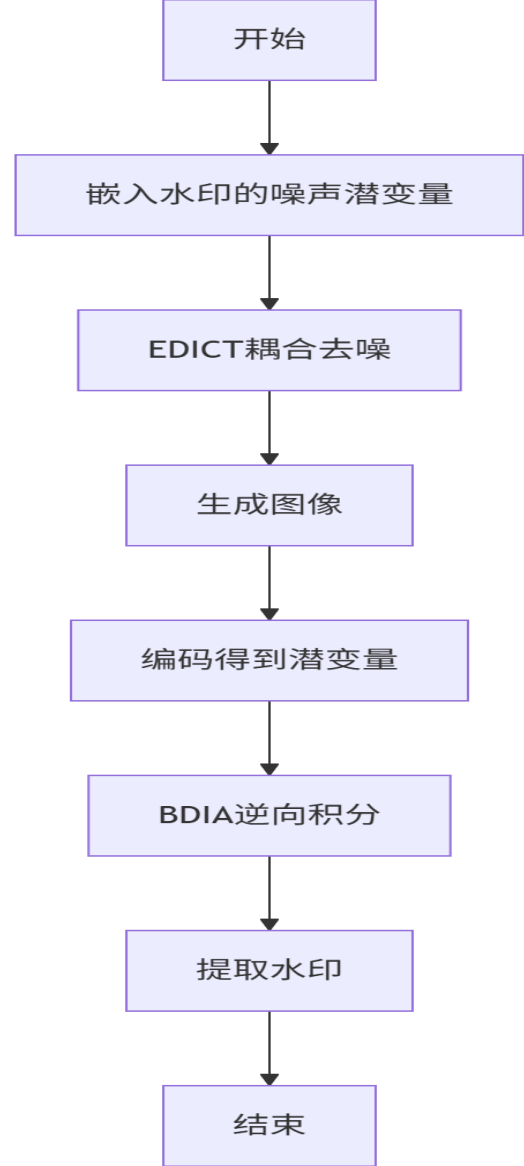 开始
嵌入水印的噪声潜变量
EDICT耦合去噪
生成图像
编码得到潜变量
BDIA逆向积分
提取水印
结束